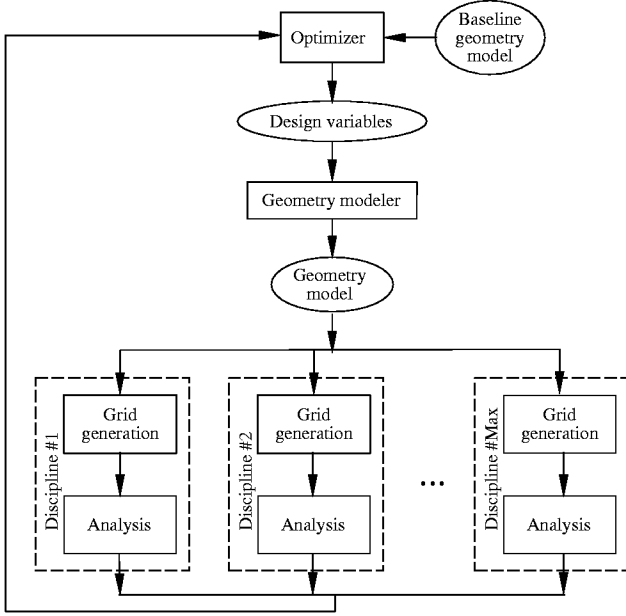 Baseline
geometry
model
Optimizer
Design variables
Geometry modeler
Geometry
model
Discipline #1
Grid
generation
Analysis
Discipline #2
Grid
generation
Analysis
...
Discipline #Max
Grid
generation
Analysis